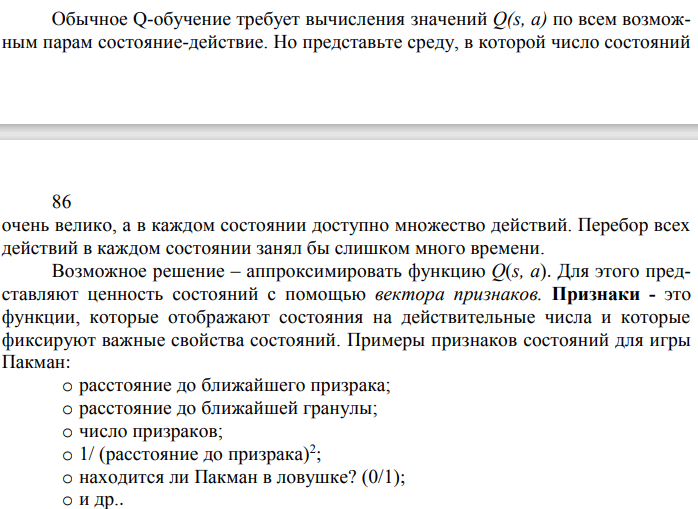 Обычное Q-обучение требует вычисления значений Q(s, a) по всем возмож-
ным парам состояние-действие. Но представьте среду, в которой число состояний
86
очень велико, а в каждом состоянии доступно множество действий. Перебор всех
действий в каждом состоянии занял бы слишком много времени.
Возможное решение – аппроксимировать функцию Q(s, a). Для этого пред-
ставляют ценность состояний с помощью вектора признаков. Признаки - это
функции, которые отображают состояния на действительные числа и которые
фиксируют важные свойства состояний. Примеры признаков состояний для игры
Пакман:
o расстояние до ближайшего призрака;
o расстояние до ближайшей гранулы;
o число призраков;
o 1/ (расстояние до призрака)²;
o находится ли Пакман в ловушке? (0/1);
o и др..